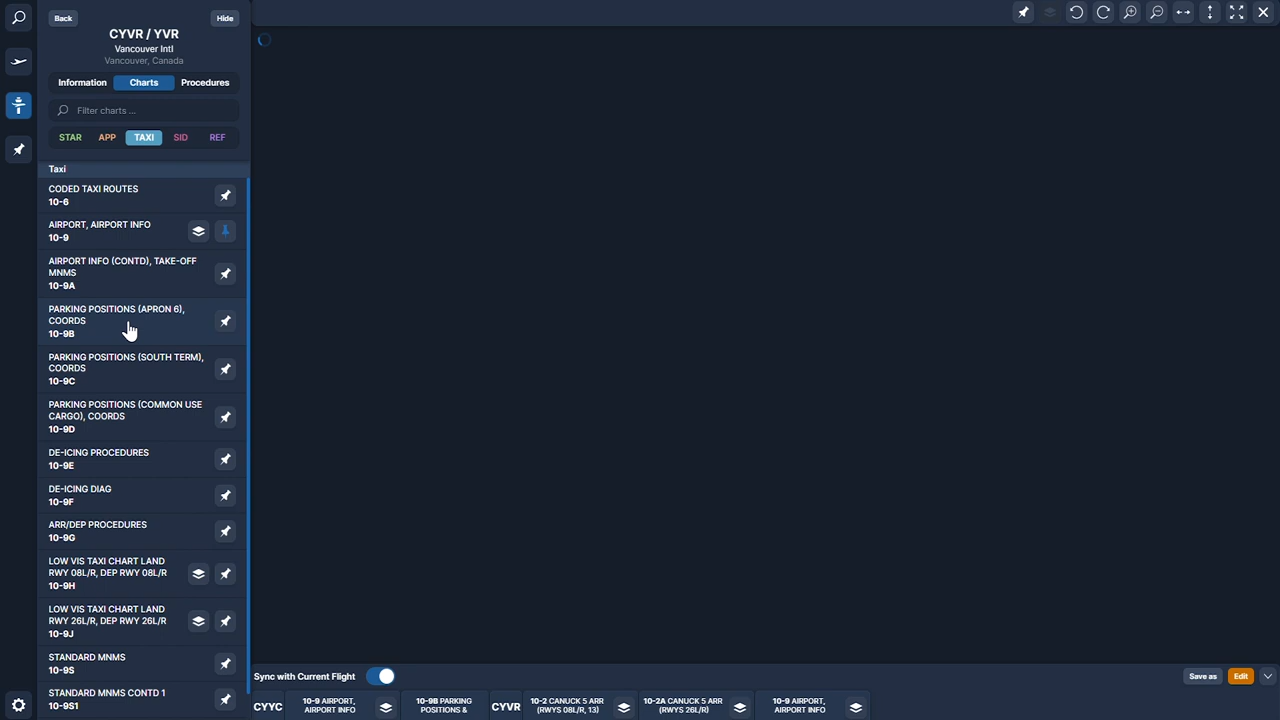 Back
Hide
CYVR / YVR
Vancouver Intl
Vancouver, Canada
Information
Charts
Procedures
Filter charts ...
STAR
APP
TAXI
SID
REF
Taxi
CODED TAXI ROUTES
10-6
AIRPORT, AIRPORT INFO
10-9
AIRPORT INFO (CONTD), TAKE-OFF
MNMS
10-9A
PARKING POSITIONS (APRON 6),
COORDS
10-9B
PARKING POSITIONS (SOUTH TERM),
COORDS
10-9C
PARKING POSITIONS (COMMON USE
CARGO), COORDS
10-9D
DE-ICING PROCEDURES
10-9E
DE-ICING DIAG
10-9F
ARR/DEP PROCEDURES
10-9G
LOW VIS TAXI CHART LAND
RWY 08L/R, DEP RWY 08L/R
10-9H
LOW VIS TAXI CHART LAND
RWY 26L/R, DEP RWY 26L/R
10-9J
STANDARD MNMS
10-9S
STANDARD MNMS CONTD 1
10-9S1
Sync with Current Flight
Save as
Edit
CYYC
10-9 AIRPORT,
AIRPORT INFO
10-9B PARKING
POSITIONS &
CYVR
10-2 CANUCK 5 ARR
(RWYS 08L/R, 13)
10-2A CANUCK 5 ARR
(RWYS 26L/R)
10-9 AIRPORT,
AIRPORT INFO